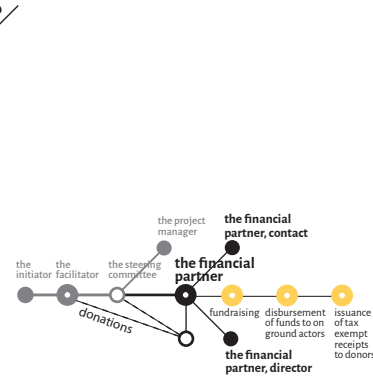 the project
manager
the financial
partner, contact
the
initiator
the
facilitator
the steering
committee
the financial
partner
donations
fundraising
disbursement
of funds to on
ground actors
issuance
of tax
exempt
receipts
to donors
the financial
partner, director